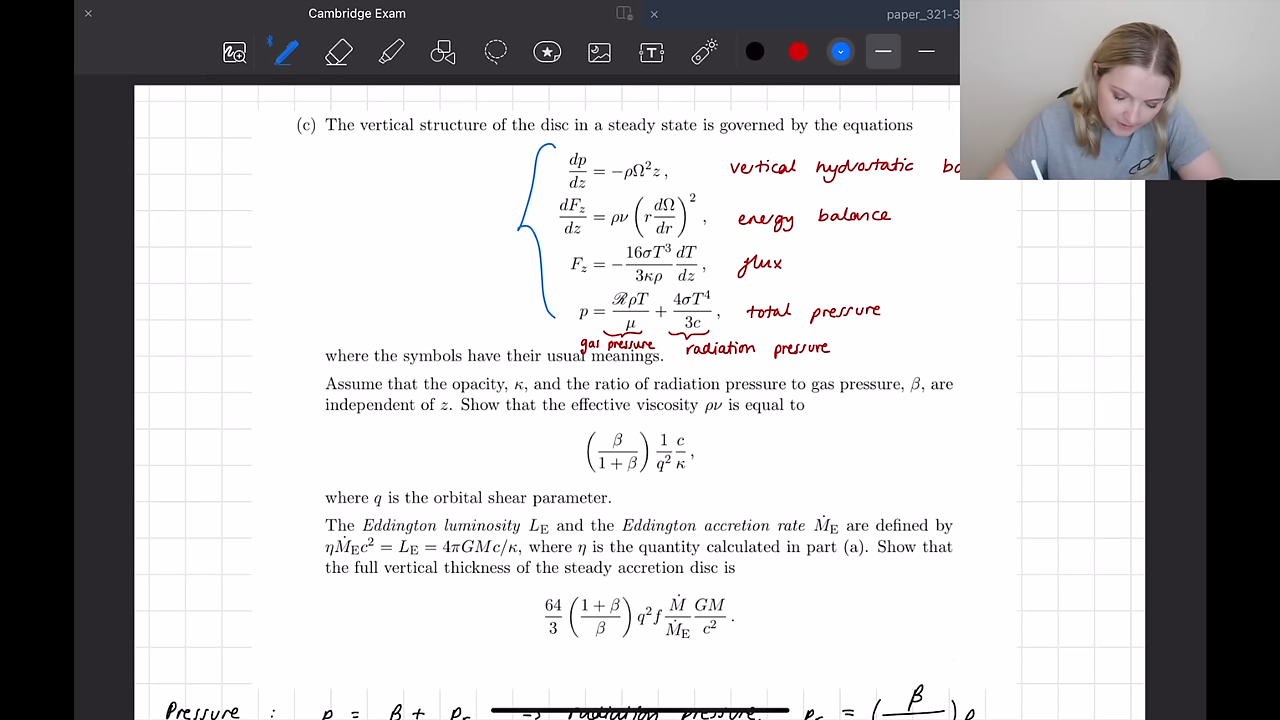 Cambridge Exam
paper_321-3
(c) The vertical structure of the disc in a steady state is governed by the equations
dp/dz = −ρΩ²z , vertical hydrostatic
dF_z/dz = ρν (r dΩ/dr)² , energy balance
F_z = − 16σT³/3κρ dT/dz , flux
p = ℛρT/μ + 4σT⁴/3c , total pressure
gas pressure radiation pressure
where the symbols have their usual meanings.
Assume that the opacity, κ, and the ratio of radiation pressure to gas pressure, β, are
independent of z. Show that the effective viscosity ρν is equal to
(β/1 + β) 1/q² c/κ ,
where q is the orbital shear parameter.
The Eddington luminosity L_E and the Eddington accretion rate Ṁ_E are defined by
ηṀ_Ec² = L_E = 4πGMc/κ, where η is the quantity calculated in part (a). Show that
the full vertical thickness of the steady accretion disc is
64/3 (1 + β/β) q²f Ṁ/Ṁ_E GM/c² .
Pressure : p = radiation pressure